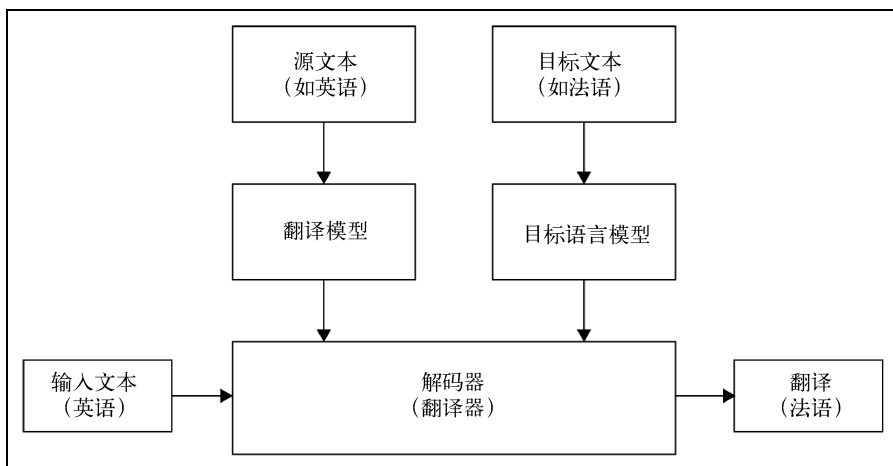 源文本
（如英语）
目标文本
（如法语）
翻译模型
目标语言模型
输入文本
（英语）
解码器
（翻译器）
翻译
（法语）